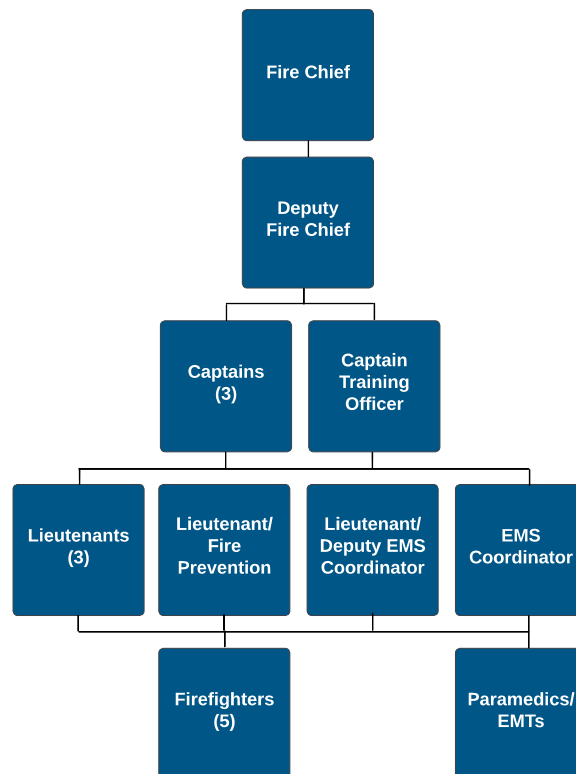 Fire Chief
Deputy
Fire Chief
Captains
(3)
Captain
Training
Officer
Lieutenants
(3)
Lieutenant/
Fire
Prevention
Lieutenant/
Deputy EMS
Coordinator
EMS
Coordinator
Firefighters
(5)
Paramedics/
EMTs